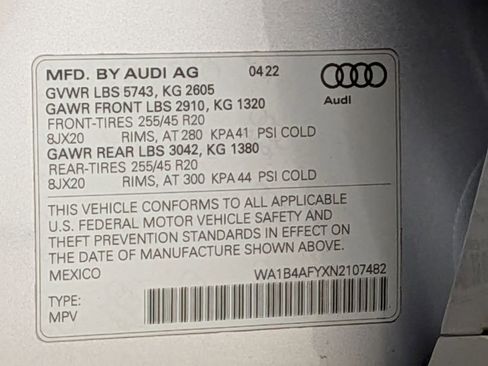 MFD. BY AUDI AG 04 22
GVWR LBS 5743, KG 2605
GAWR FRONT LBS 2910, KG 1320
Audi
FRONT-TIRES 255/45 R20
8JX20 RIMS, AT 280 KPA 41 PSI COLD
GAWR REAR LBS 3042, KG 1380
REAR-TIRES 255/45 R20
8JX20 RIMS, AT 300 KPA 44 PSI COLD
THIS VEHICLE CONFORMS TO ALL APPLICABLE
U.S. FEDERAL MOTOR VEHICLE SAFETY AND
THEFT PREVENTION STANDARDS IN EFFECT ON
THE DATE OF MANUFACTURE SHOWN ABOVE.
MEXICO WA1B4AFYXN2107482
TYPE:
MPV